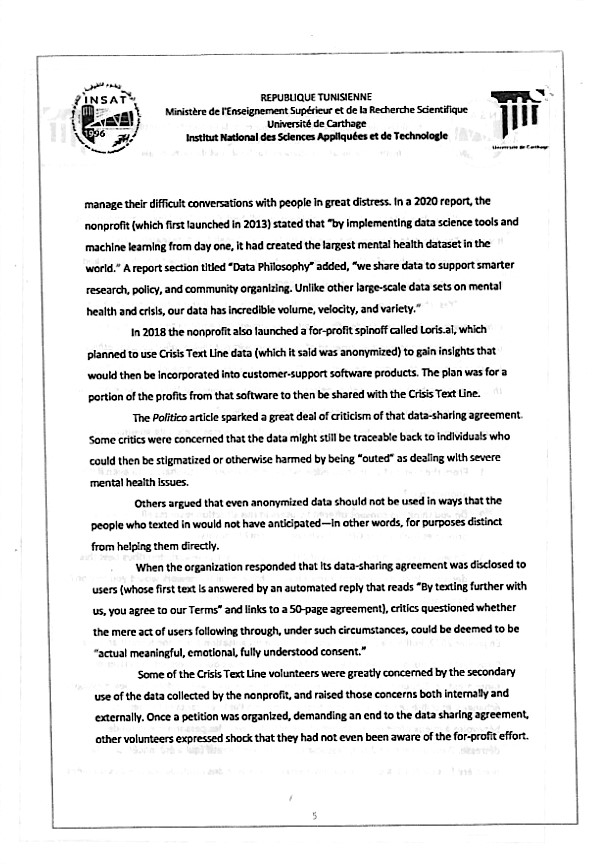 INSAT
1996
REPUBLIQUE TUNISIENNE
Ministère de l'Enseignement Supérieur et de la Recherche Scientifique
Université de Carthage
Institut National des Sciences Appliquées et de Technologie
Université de Carthage
manage their difficult conversations with people in great distress. In a 2020 report, the
nonprofit (which first launched in 2013) stated that "by implementing data science tools and
machine learning from day one, it had created the largest mental health dataset in the
world." A report section titled "Data Philosophy" added, "we share data to support smarter
research, policy, and community organizing. Unlike other large-scale data sets on mental
health and crisis, our data has incredible volume, velocity, and variety."
In 2018 the nonprofit also launched a for-profit spinoff called Loris.ai, which
planned to use Crisis Text Line data (which it said was anonymized) to gain insights that
would then be incorporated into customer-support software products. The plan was for a
portion of the profits from that software to then be shared with the Crisis Text Line.
The Politico article sparked a great deal of criticism of that data-sharing agreement.
Some critics were concerned that the data might still be traceable back to individuals who
could then be stigmatized or otherwise harmed by being "outed" as dealing with severe
mental health issues.
Others argued that even anonymized data should not be used in ways that the
people who texted in would not have anticipated—in other words, for purposes distinct
from helping them directly.
When the organization responded that its data-sharing agreement was disclosed to
users (whose first text is answered by an automated reply that reads "By texting further with
us, you agree to our Terms" and links to a 50-page agreement), critics questioned whether
the mere act of users following through, under such circumstances, could be deemed to be
"actual meaningful, emotional, fully understood consent."
Some of the Crisis Text Line volunteers were greatly concerned by the secondary
use of the data collected by the nonprofit, and raised those concerns both internally and
externally. Once a petition was organized, demanding an end to the data sharing agreement,
other volunteers expressed shock that they had not even been aware of the for-profit effort.
5